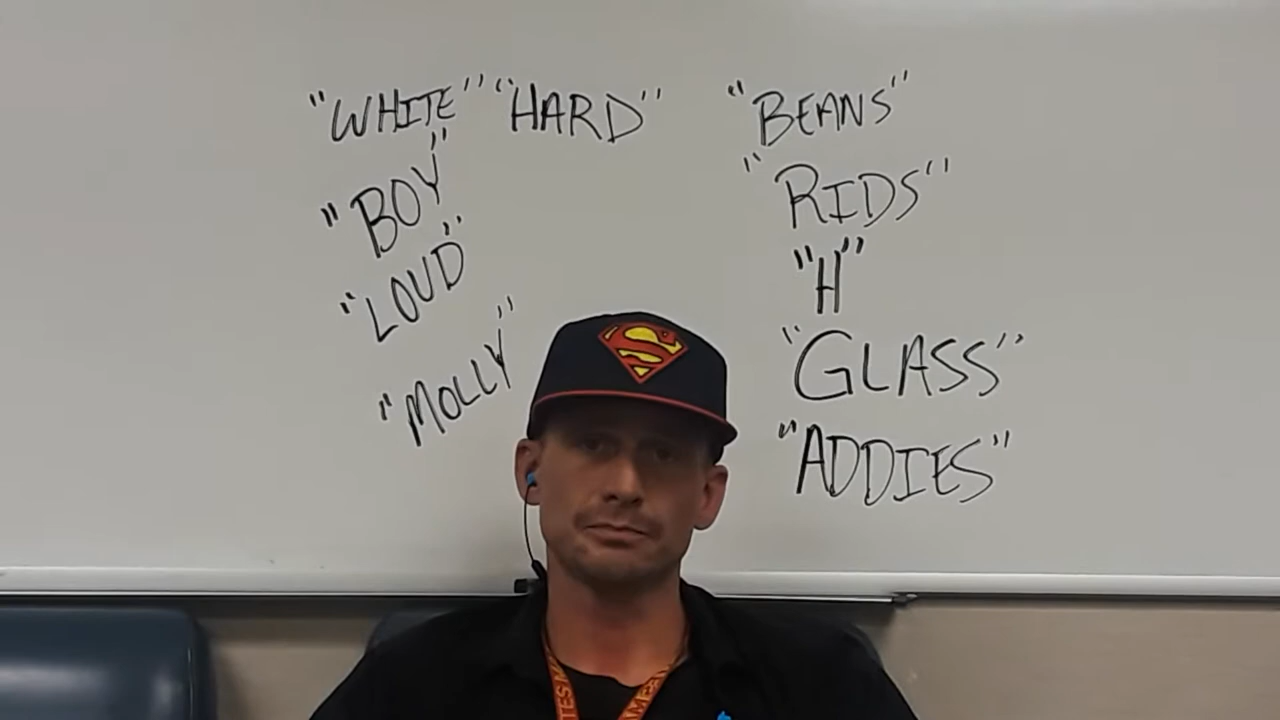 "WHITE" "HARD"
"BOY"
"LOUD"
"MOLLY"
"BEANS"
"RIDS"
"H"
"GLASS"
"ADDIES"